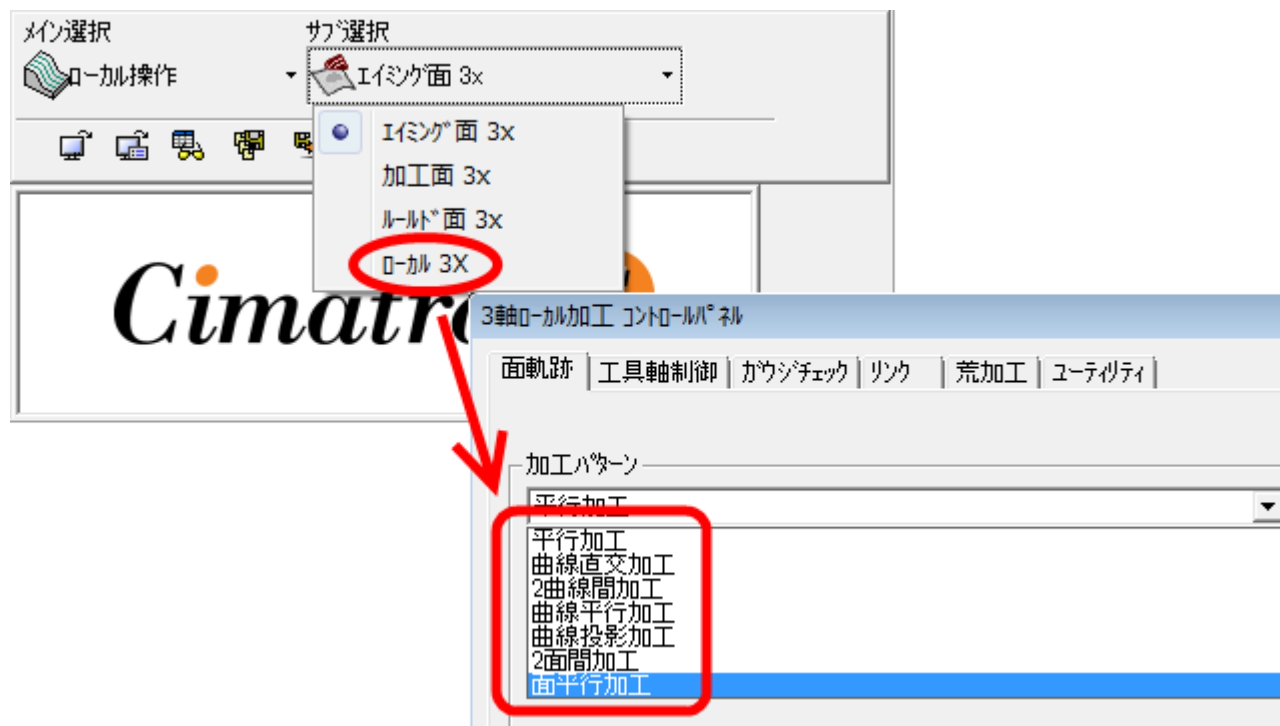 メイン選択
サブ選択
ローカル操作
エイミング面 3x
エイミング面 3x
加工面 3x
ルールド面 3x
ローカル 3X
Cimatr
3軸ローカル加工 コントロールパネル
面軌跡
工具軸制御
ガウジチェック
リンク
荒加工
ユーティリティ
加工パターン
平行加工
平行加工
曲線直交加工
2曲線間加工
曲線平行加工
曲線投影加工
2面間加工
面平行加工